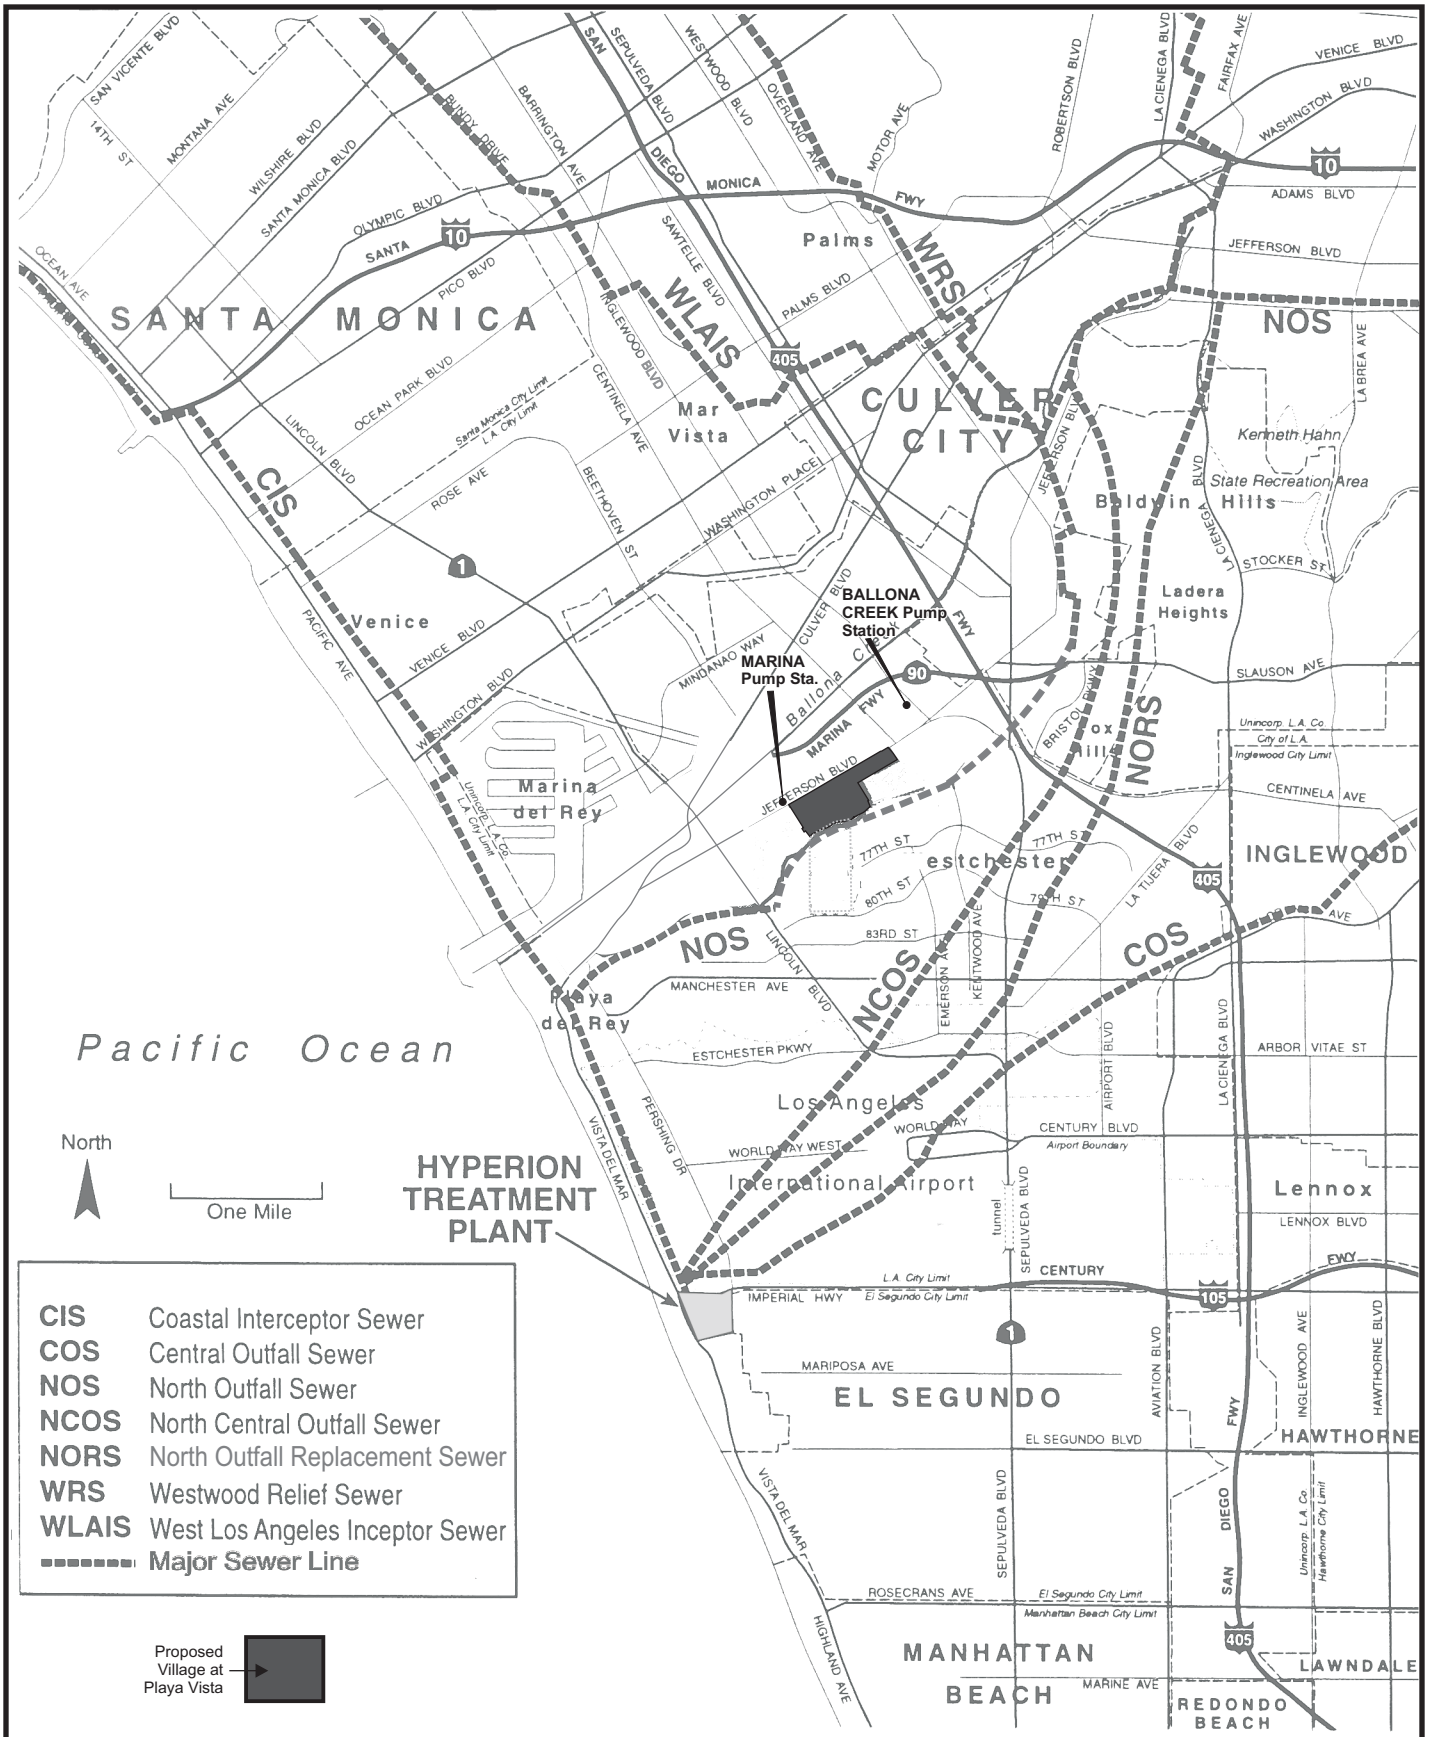 SAN VICENTE BLVD
14TH ST
MONTANA AVE
WILSHIRE BLVD
SANTA MONICA BLVD
OLYMPIC BLVD
BUNDY DRIVE
BARRINGTON AVE
SAN
DIEGO
SEPULVEDA BLVD
WESTWOOD BLVD
OVERLAND AVE
MOTOR AVE
ROBERTSON BLVD
LA CIENEGA BLVD
FAIRFAX AVE
VENICE BLVD
WASHINGTON BLVD
10
ADAMS BLVD
JEFFERSON BLVD
OCEAN AVE
SANTA
10
MONICA
FWY
PICO BLVD
SAWTELLE BLVD
Palms
PALMS BLVD
WRS
WLAIS
SANTA MONICA
INGLEWOOD BLVD
405
NOS
LA BREA AVE
OCEAN PARK BLVD
Santa Monica City Limit
L.A. City Limit
CENTINELA AVE
Mar
Vista
CULVER
CITY
JEFFERSON BLVD
Kenneth Hahn
State Recreation Area
LINCOLN BLVD
ROSE AVE
BEETHOVEN ST
WASHINGTON PLACE
CIS
Baldwin Hills
LA CIENEGA BLVD
STOCKER ST
1
PACIFIC AVE
Venice
VENICE BLVD
WASHINGTON BLVD
MINDANAO WAY
CULVER BLVD
BALLONA
CREEK Pump
Station
FWY
Ladera
Heights
MARINA
Pump Sta.
Ballona
90
MARINA FWY
SLAUSON AVE
BRISTOL PKWY
NORS
Unincorp. L.A. Co.
City of L.A.
Inglewood City Limit
Marina
del Rey
Unincorp. L.A. Co.
L.A. City Limit
JEFFERSON BLVD
CENTINELA AVE
77TH ST
77TH S
estchester
LA TIJERA BLVD
INGLEWOOD
405
80TH ST
79TH ST
83RD ST
NOS
LINCOLN BLVD
EMERSON AVE
KENTWOOD AVE
COS
AVE
NCOS
MANCHESTER AVE
Playa
del Rey
Pacific Ocean
ESTCHESTER PKWY
AIRPORT BLVD
LA CIENEGA BLVD
ARBOR VITAE ST
Los Angeles
PERSHING DR
VISTA DEL MAR
WORLD WAY
CENTURY BLVD
Airport Boundary
WORLD WAY WEST
International Airport
tunnel
SEPULVEDA BLVD
Lennox
LENNOX BLVD
North
One Mile
HYPERION
TREATMENT
PLANT
L.A. City Limit
CENTURY
FWY
IMPERIAL HWY
El Segundo City Limit
105
1
MARIPOSA AVE
EL SEGUNDO
AVIATION BLVD
INGLEWOOD AVE
HAWTHORNE BLVD
EL SEGUNDO BLVD
HAWTHORNE
CIS Coastal Interceptor Sewer
COS Central Outfall Sewer
NOS North Outfall Sewer
NCOS North Central Outfall Sewer
NORS North Outfall Replacement Sewer
WRS Westwood Relief Sewer
WLAIS West Los Angeles Inceptor Sewer
Major Sewer Line
VISTA DEL MAR
SEPULVEDA BLVD
SAN DIEGO FWY
Unincorp. L.A. Co.
Hawthorne City Limit
ROSECRANS AVE
El Segundo City Limit
Manhattan Beach City Limit
HIGHLAND AVE
MANHATTAN
BEACH
405
LAWNDALE
MARINE AVE
REDONDO
BEACH
Proposed
Village at
Playa Vista